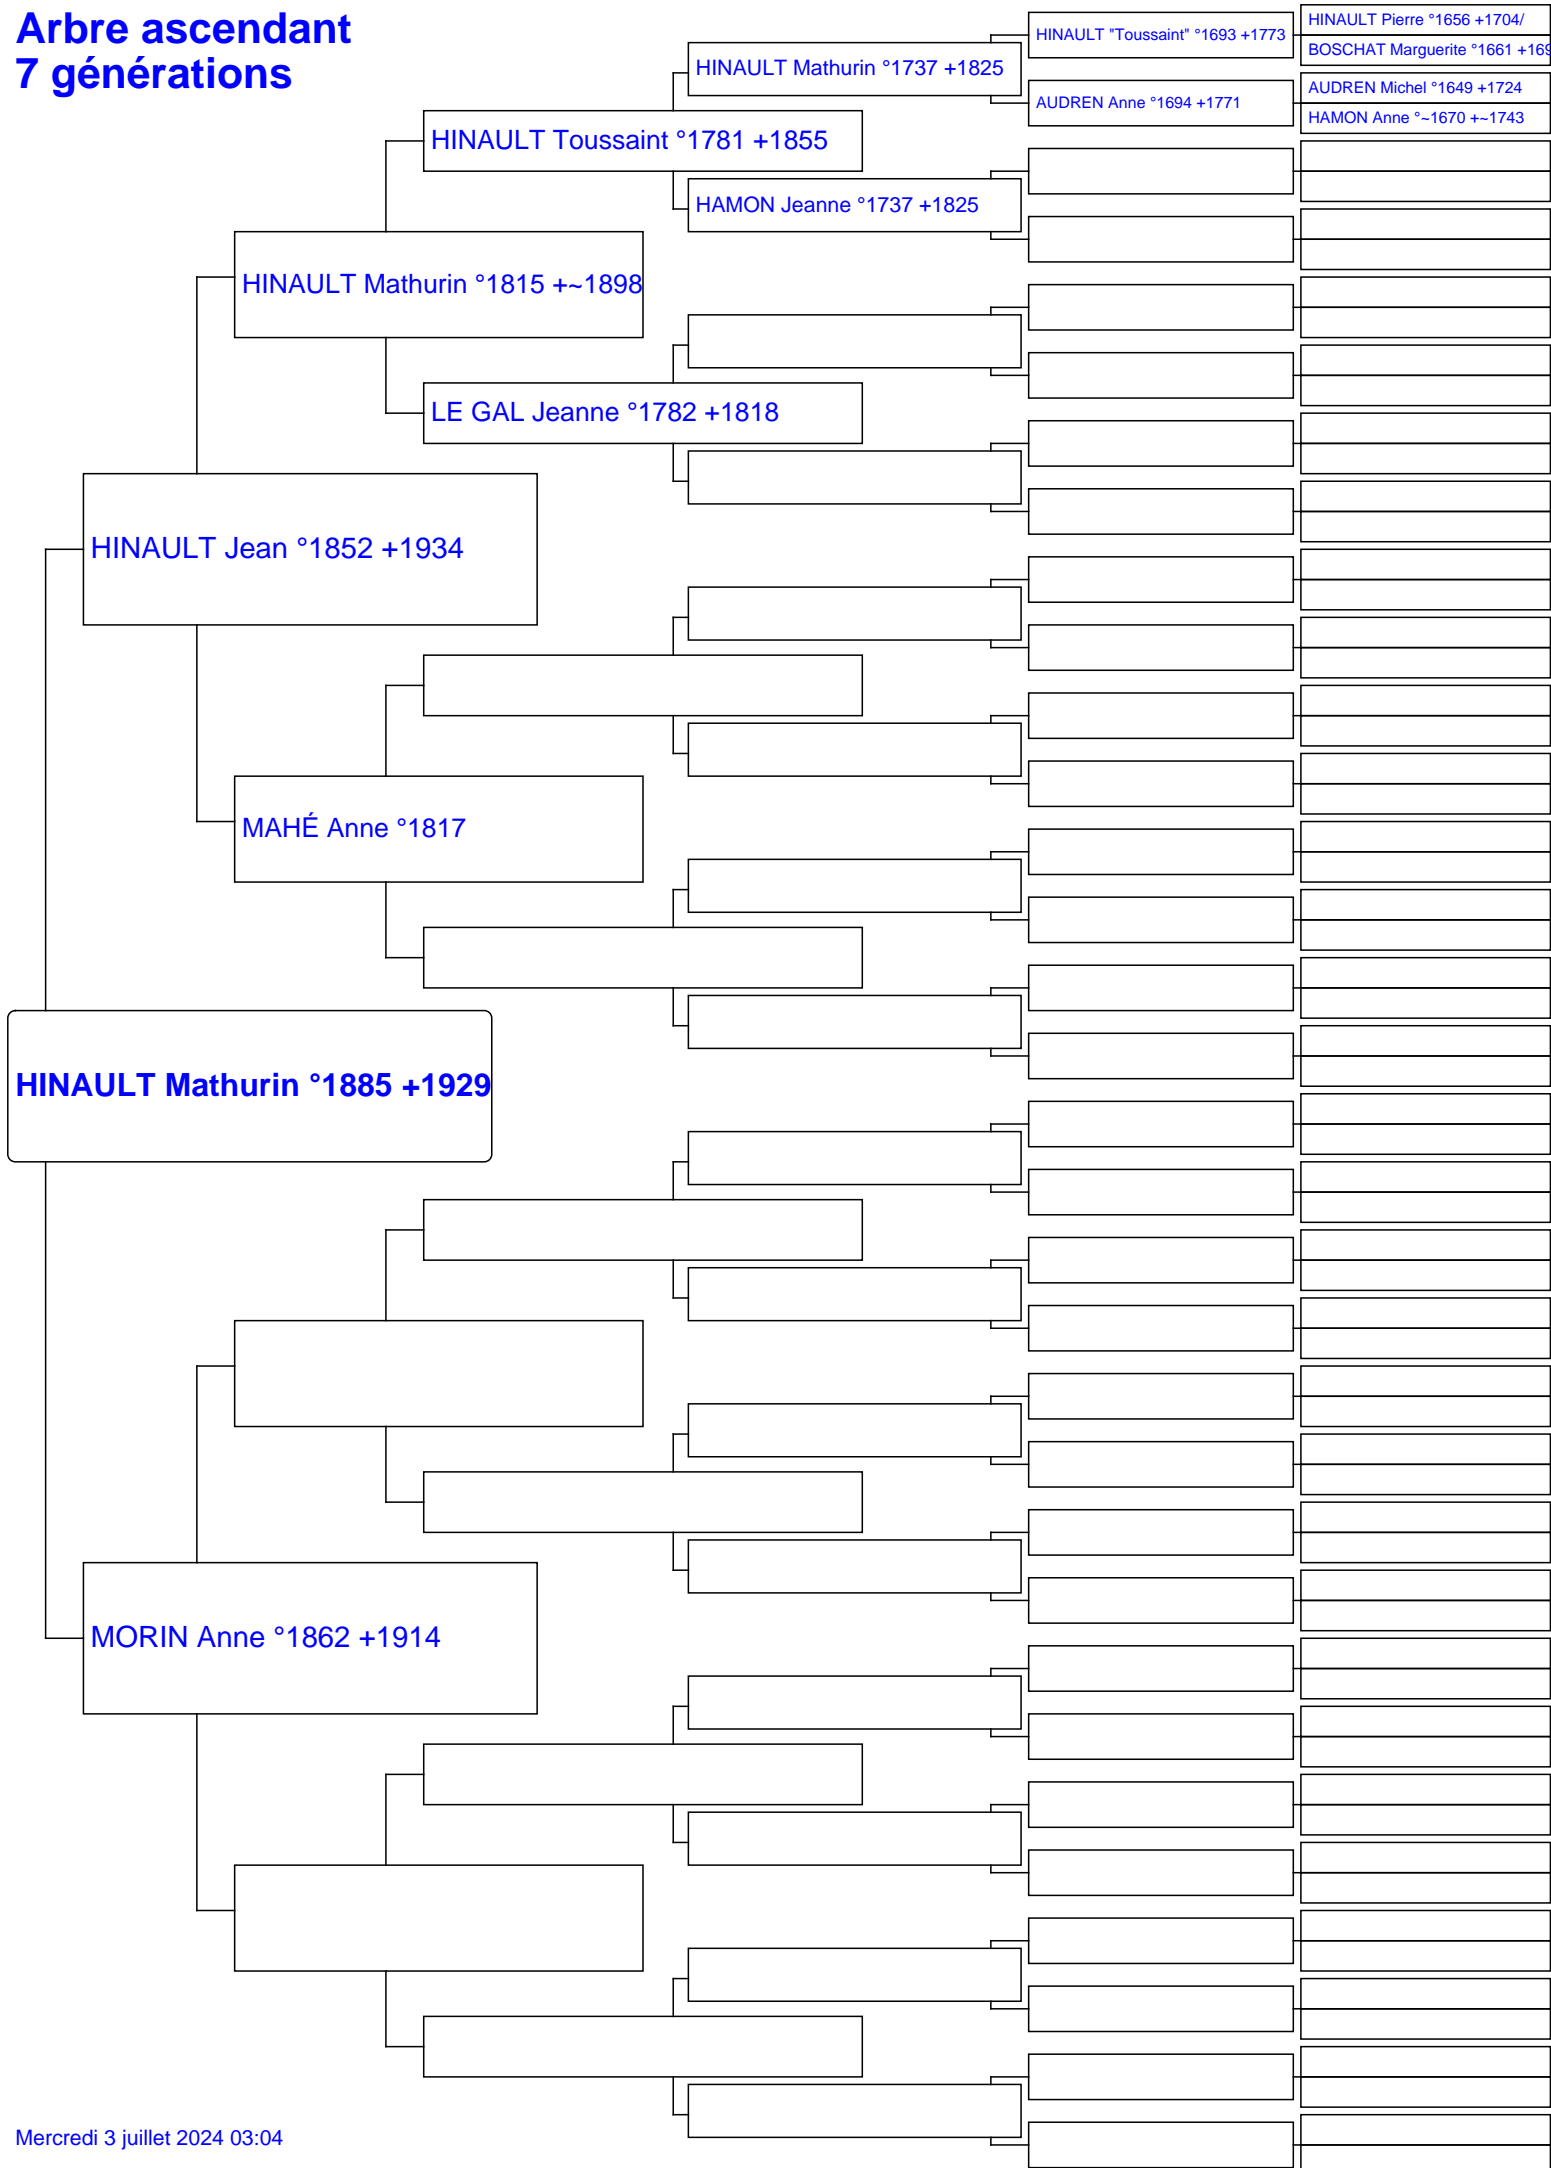 Arbre ascendant
7 générations
HINAULT Pierre °1656 +1704/
HINAULT "Toussaint" °1693 +1773
BOSCHAT Marguerite °1661 +169
HINAULT Mathurin °1737 +1825
AUDREN Michel °1649 +1724
AUDREN Anne °1694 +1771
HAMON Anne °~1670 +~1743
HINAULT Toussaint °1781 +1855
HAMON Jeanne °1737 +1825
HINAULT Mathurin °1815 +~1898
LE GAL Jeanne °1782 +1818
HINAULT Jean °1852 +1934
MAHÉ Anne °1817
HINAULT Mathurin °1885 +1929
MORIN Anne °1862 +1914
Mercredi 3 juillet 2024 03:04